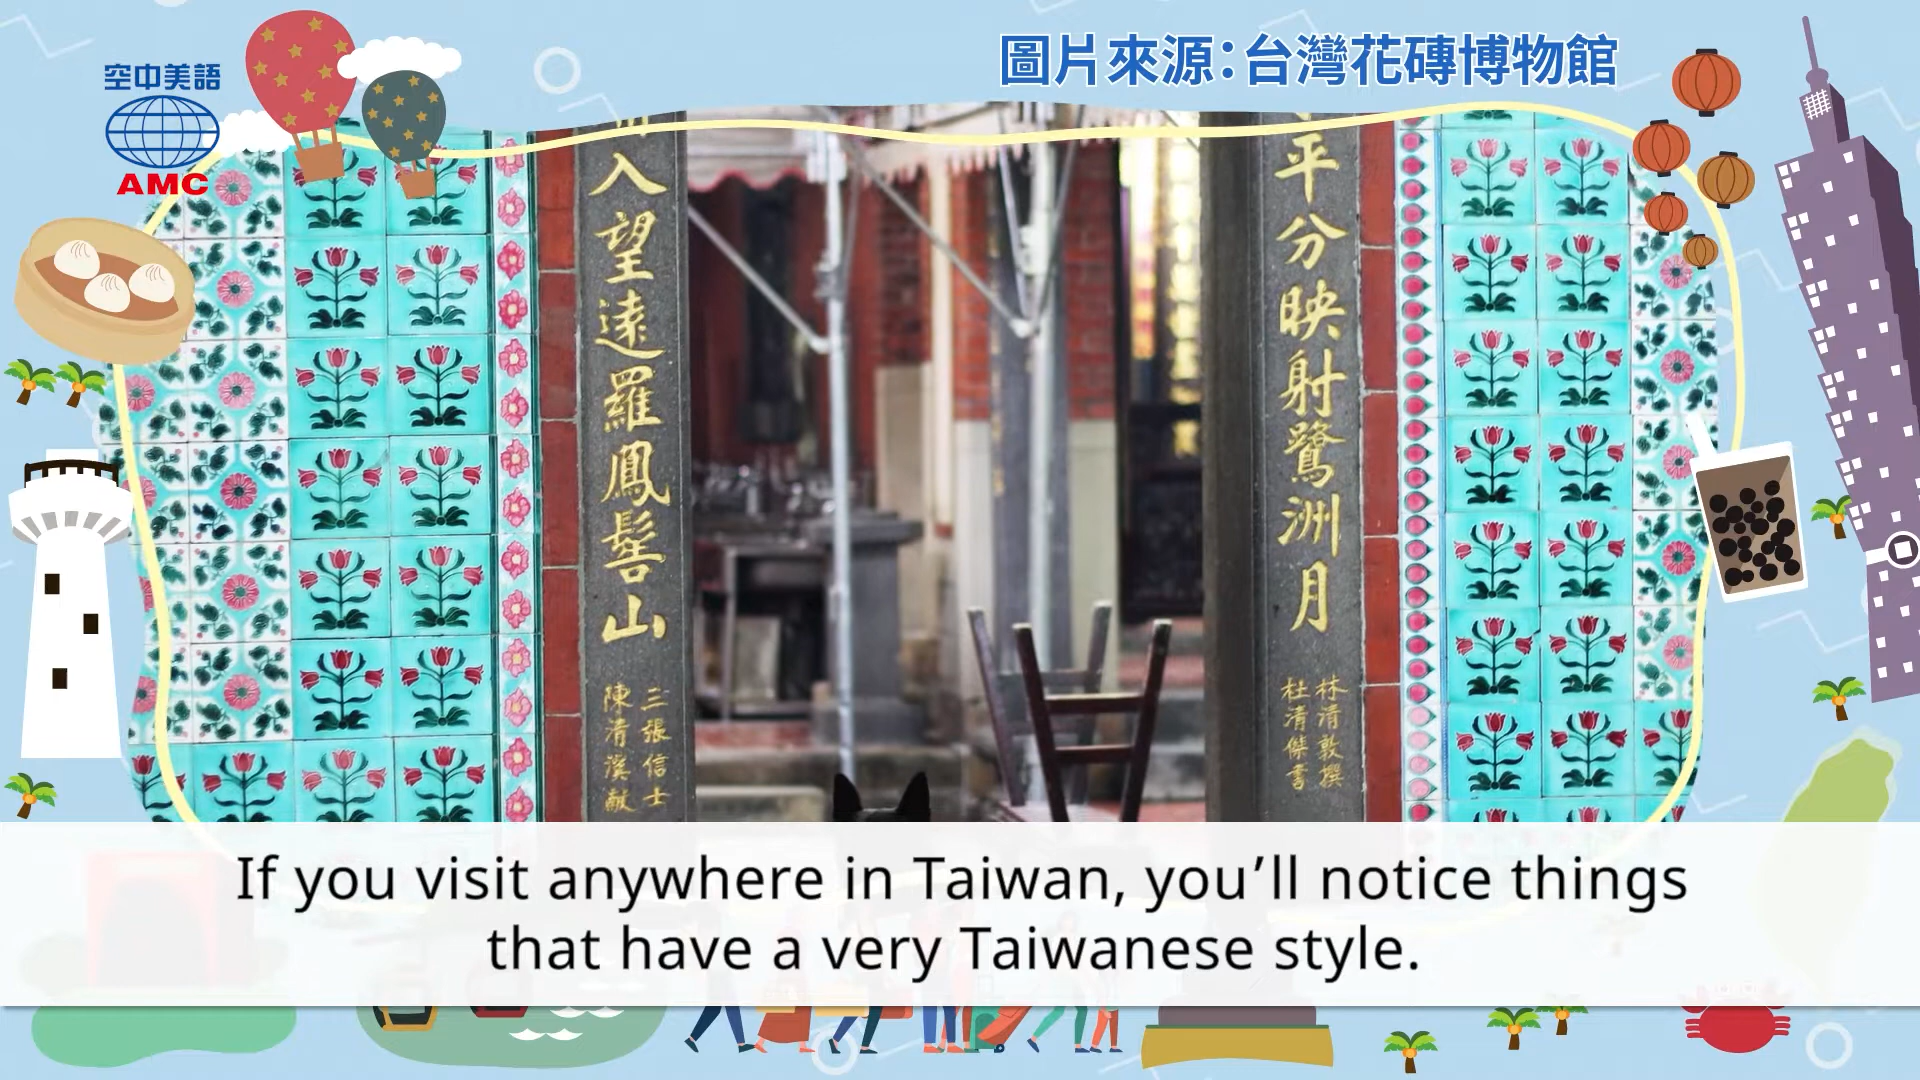 空中美語
AMC
圖片來源:台灣花磚博物館
平分映射鷺洲月
林清敦撰
杜清傑書
入望遠羅鳳髻山
三張信士
陳清溪献
If you visit anywhere in Taiwan, you’ll notice things
that have a very Taiwanese style.